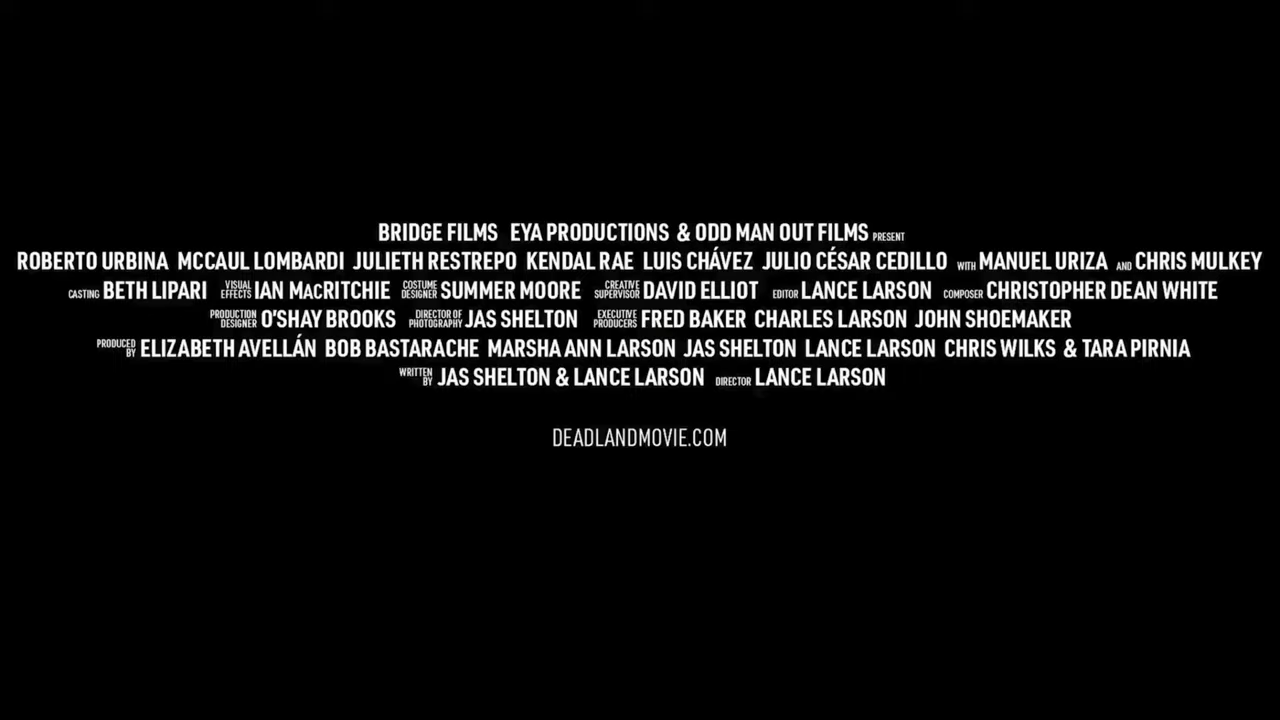 BRIDGE FILMS EYA PRODUCTIONS & ODD MAN OUT FILMS PRESENT
ROBERTO URBINA MCCAUL LOMBARDI JULIETH RESTREPO KENDAL RAE LUIS CHÁVEZ JULIO CÉSAR CEDILLO WITH MANUEL URIZA AND CHRIS MULKEY
CASTING BETH LIPARI VISUAL EFFECTS IAN MACRITCHIE COSTUME DESIGNER SUMMER MOORE CREATIVE SUPERVISOR DAVID ELLIOT EDITOR LANCE LARSON COMPOSER CHRISTOPHER DEAN WHITE
PRODUCTION DESIGNER O'SHAY BROOKS DIRECTOR OF PHOTOGRAPHY JAS SHELTON EXECUTIVE PRODUCERS FRED BAKER CHARLES LARSON JOHN SHOEMAKER
PRODUCED BY ELIZABETH AVELLÁN BOB BASTARACHE MARSHA ANN LARSON JAS SHELTON LANCE LARSON CHRIS WILKS & TARA PIRNIA
WRITTEN BY JAS SHELTON & LANCE LARSON DIRECTOR LANCE LARSON
DEADLANDMOVIE.COM